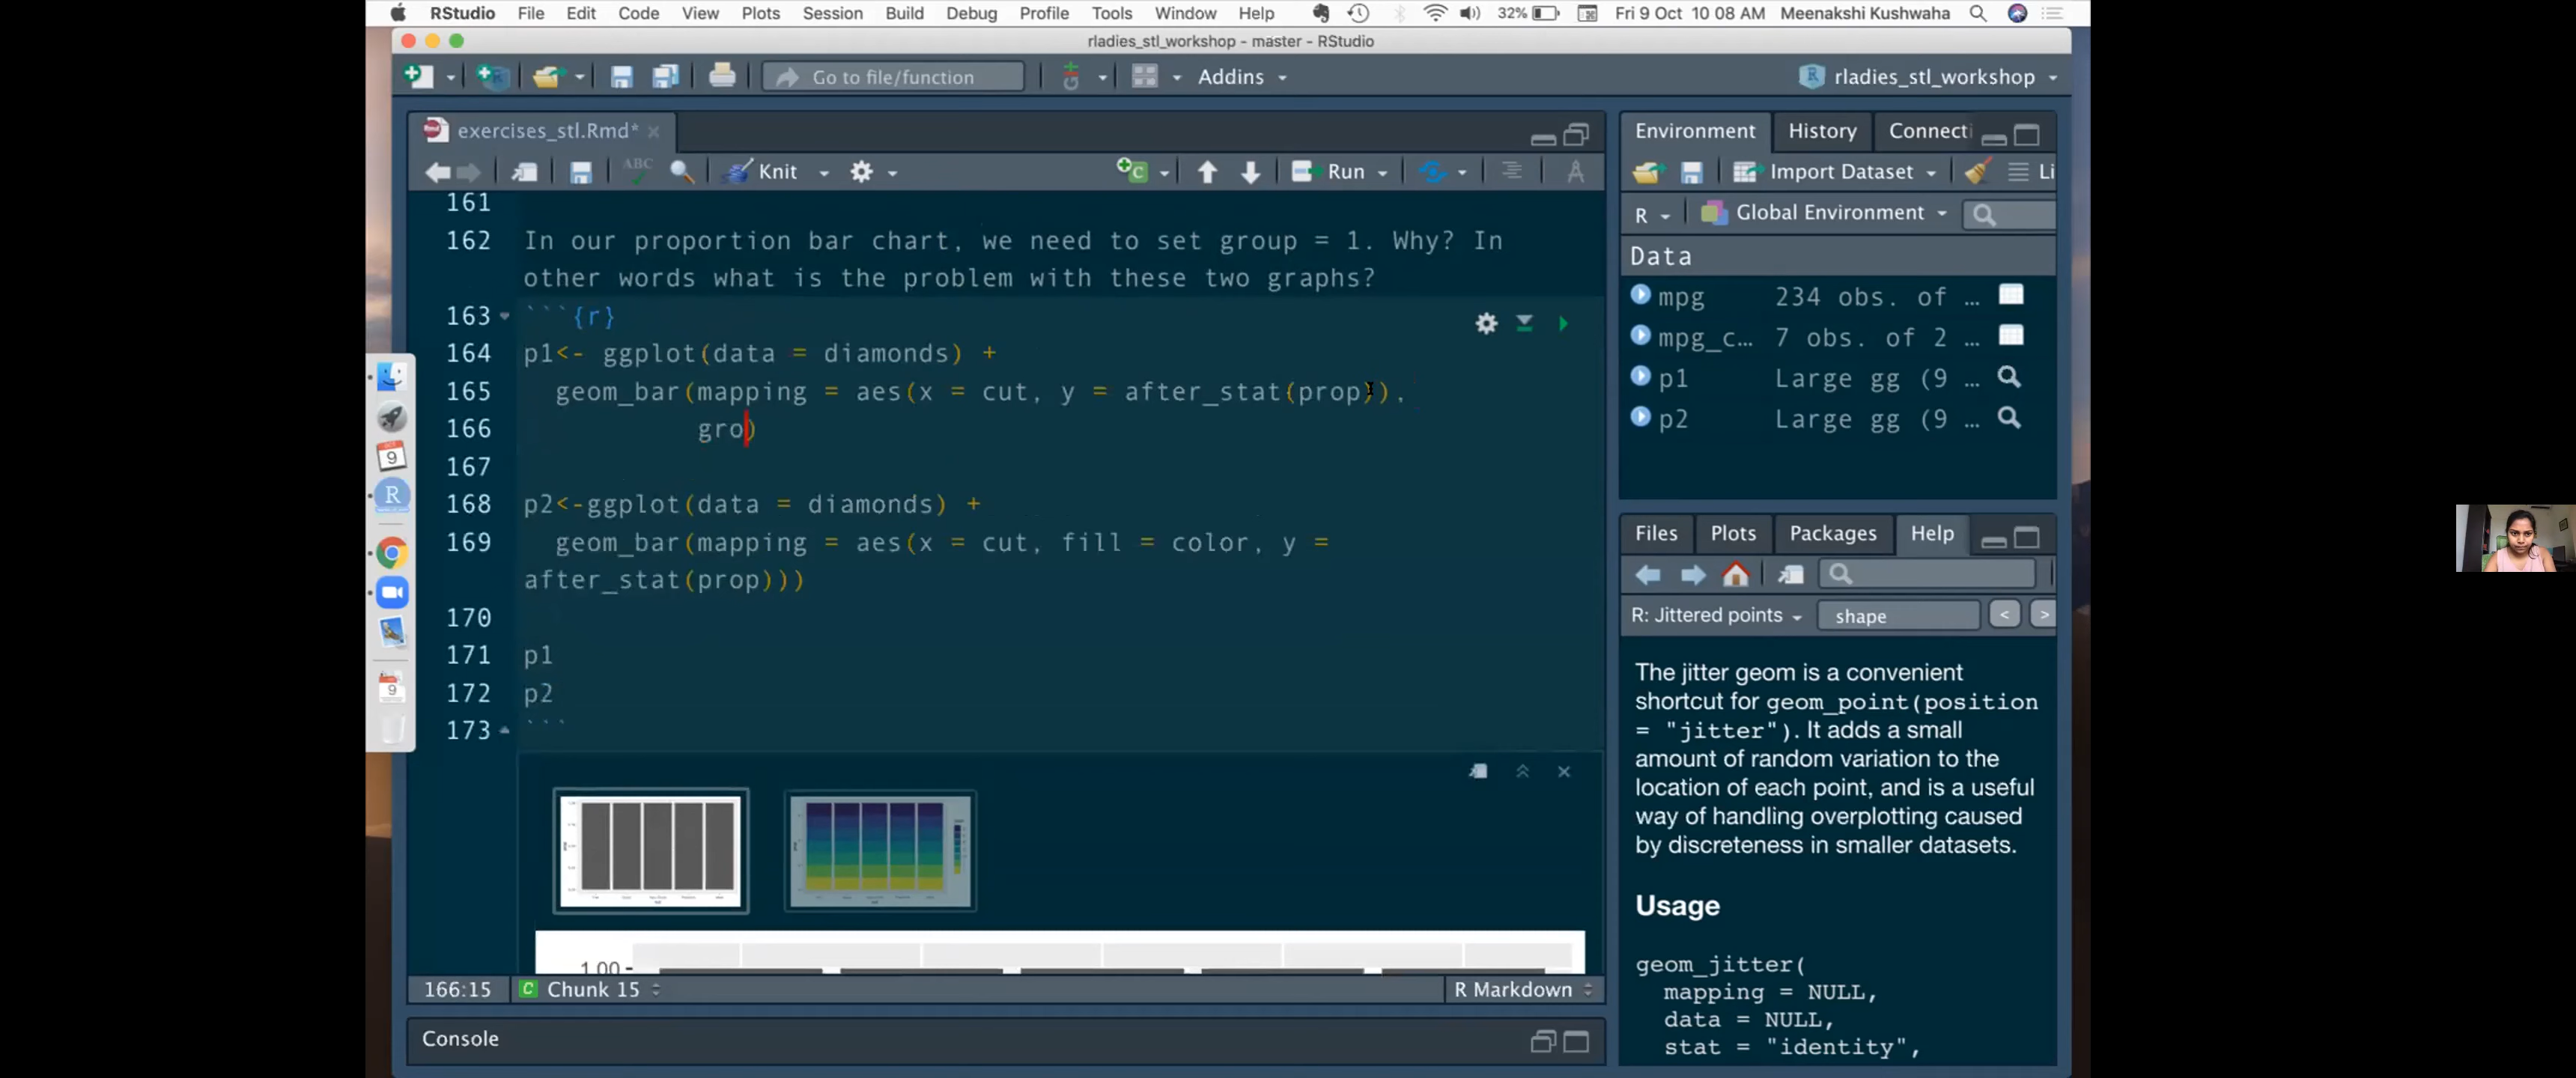 RStudio File Edit Code View Plots Session Build Debug Profile Tools Window Help 32% Fri 9 Oct 10 08 AM Meenakshi Kushwaha
rladies_stl_workshop - master - RStudio
Go to file/function Addins rladies_stl_workshop
exercises_stl.Rmd*
ABC Knit Run
161
162 In our proportion bar chart, we need to set group = 1. Why? In
other words what is the problem with these two graphs?
163 ```{r}
164 p1<- ggplot(data = diamonds) +
165 geom_bar(mapping = aes(x = cut, y = after_stat(prop)),
166 gro)
167
168 p2<-ggplot(data = diamonds) +
169 geom_bar(mapping = aes(x = cut, fill = color, y =
after_stat(prop)))
170
171 p1
172 p2
173 ```
1.00
166:15 C Chunk 15 R Markdown
Console
Environment History Connecti
Import Dataset Li
R Global Environment
Data
mpg 234 obs. of …
mpg_c… 7 obs. of 2 …
p1 Large gg (9 …
p2 Large gg (9 …
Files Plots Packages Help
R: Jittered points shape < >
The jitter geom is a convenient
shortcut for geom_point(position
= "jitter"). It adds a small
amount of random variation to the
location of each point, and is a useful
way of handling overplotting caused
by discreteness in smaller datasets.
Usage
geom_jitter(
mapping = NULL,
data = NULL,
stat = "identity",
9
R
9